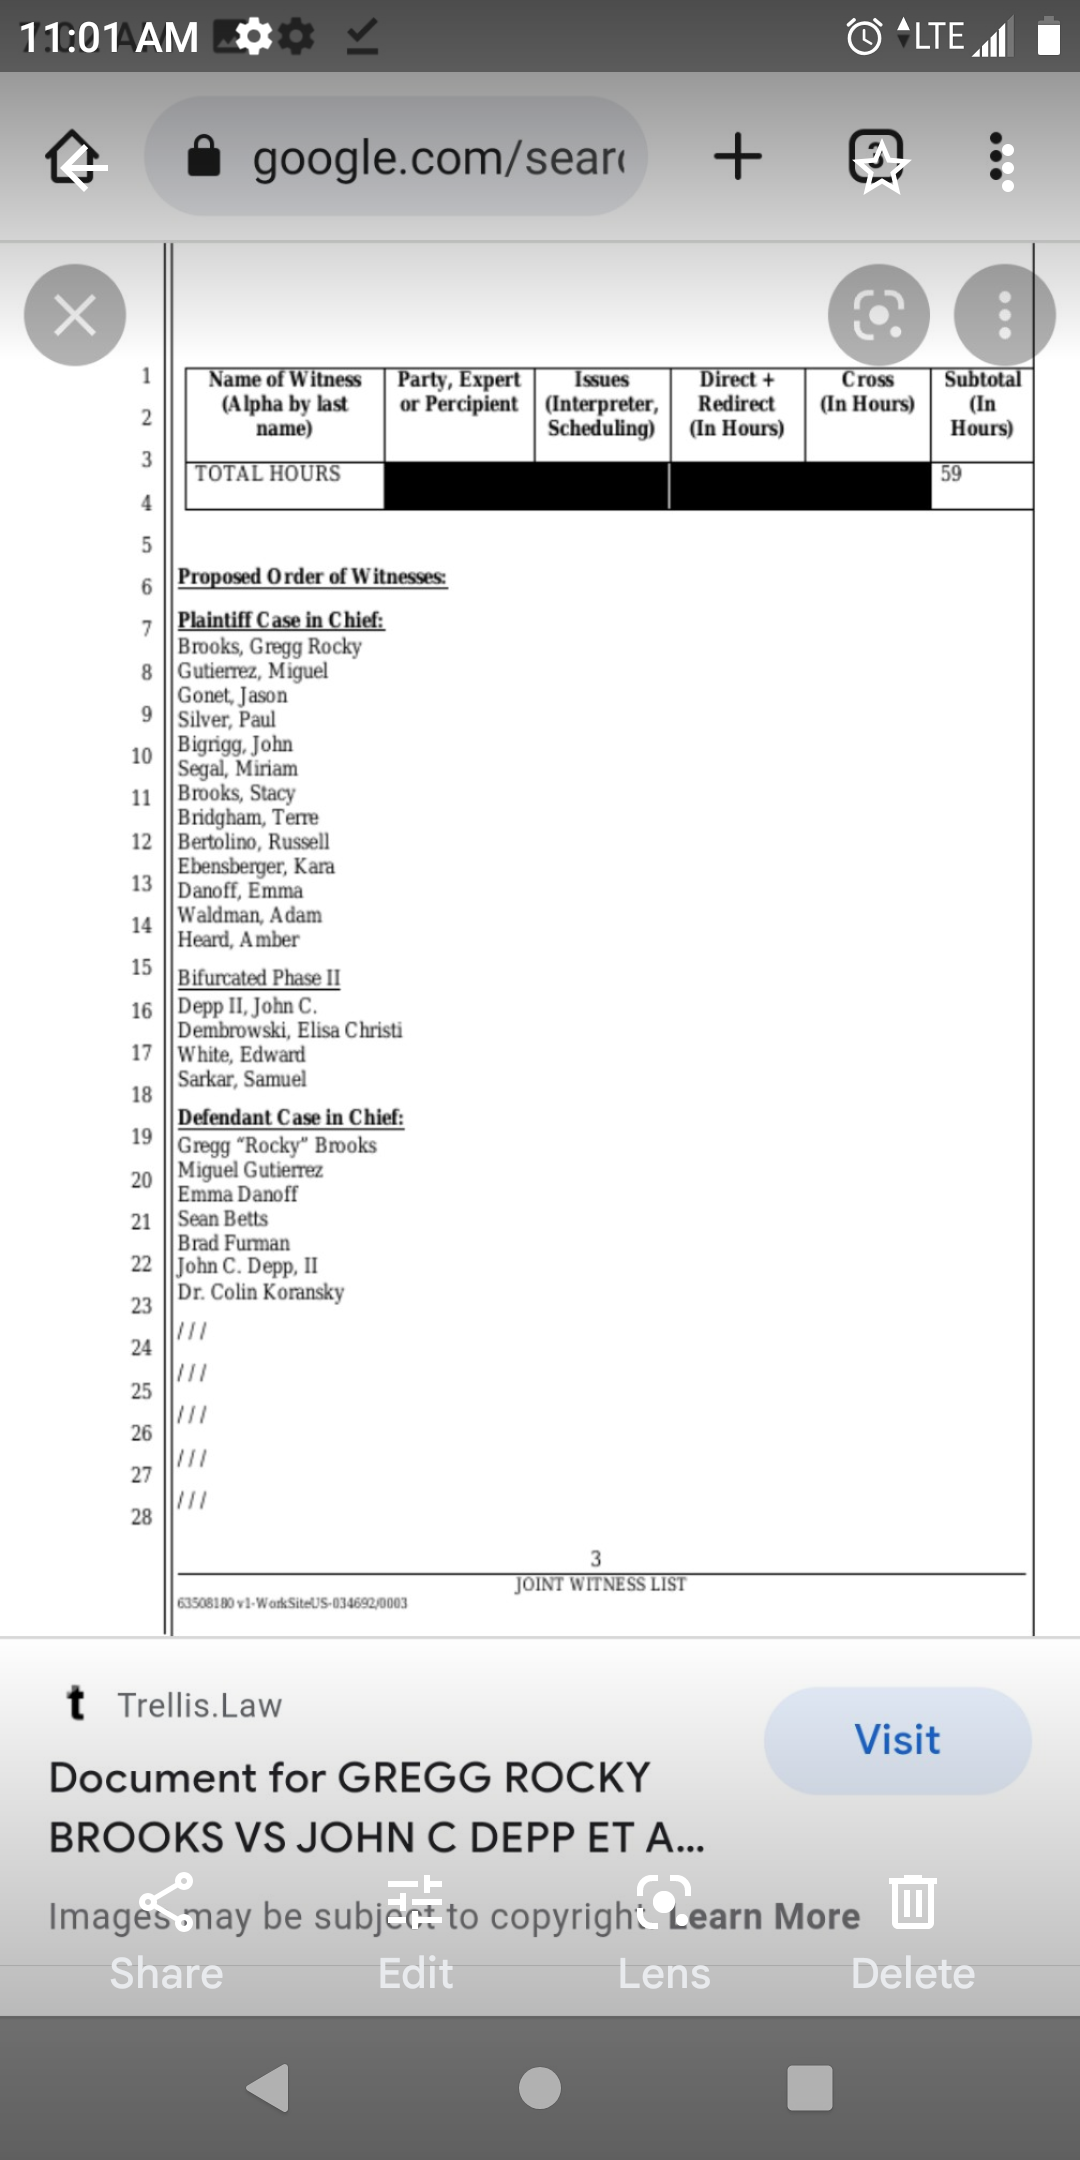 11:01 AM
LTE
google.com/sear
3
1
2
3
4
Name of Witness (Alpha by last name)
Party, Expert or Percipient
Issues (Interpreter, Scheduling)
Direct + Redirect (In Hours)
Cross (In Hours)
Subtotal (In Hours)
TOTAL HOURS
59
5
6
Proposed Order of Witnesses:
7
Plaintiff Case in Chief:
Brooks, Gregg Rocky
8
Gutierrez, Miguel
Gonet, Jason
9
Silver, Paul
Bigrigg, John
10
Segal, Miriam
Brooks, Stacy
11
Bridgham, Terre
12
Bertolino, Russell
Ebensberger, Kara
13
Danoff, Emma
Waldman, Adam
14
Heard, Amber
15
Bifurcated Phase II
16
Depp II, John C.
Dembrowski, Elisa Christi
17
White, Edward
Sarkar, Samuel
18
Defendant Case in Chief:
19
Gregg “Rocky” Brooks
20
Miguel Gutierrez
Emma Danoff
21
Sean Betts
Brad Furman
22
John C. Depp, II
Dr. Colin Koransky
23
/ / /
24
/ / /
25
/ / /
26
/ / /
27
/ / /
28
3
JOINT WITNESS LIST
63508180 v1-WorkSiteUS-034692/0003
t Trellis.Law
Visit
Document for GREGG ROCKY
BROOKS VS JOHN C DEPP ET A...
Images may be subject to copyright. Learn More
Share Edit Lens Delete